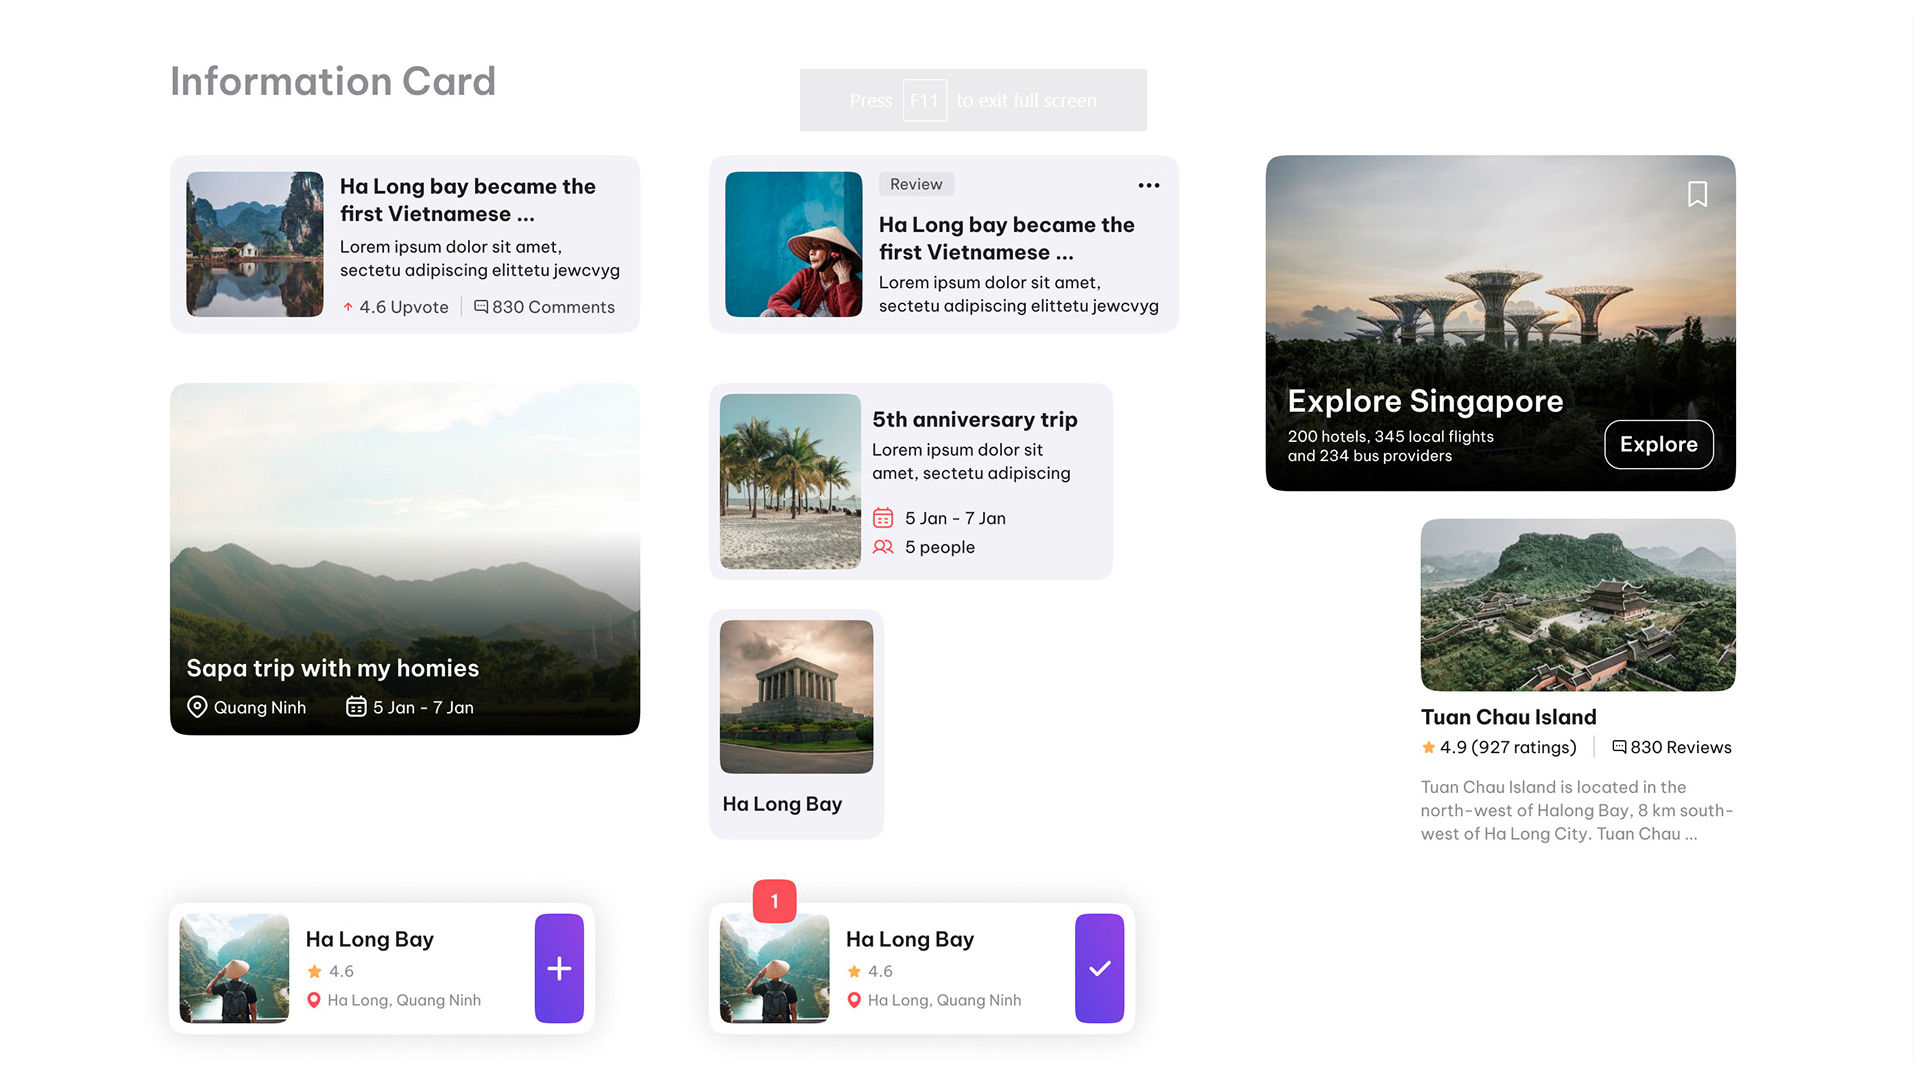 Information Card
Press F11 to exit full screen
Ha Long bay became the
first Vietnamese ...
Lorem ipsum dolor sit amet,
sectetu adipiscing elittetu jewcvyg
4.6 Upvote
830 Comments
Review
Ha Long bay became the
first Vietnamese ...
Lorem ipsum dolor sit amet,
sectetu adipiscing elittetu jewcvyg
Explore Singapore
200 hotels, 345 local flights
and 234 bus providers
Explore
Sapa trip with my homies
Quang Ninh
5 Jan - 7 Jan
5th anniversary trip
Lorem ipsum dolor sit
amet, sectetu adipiscing
5 Jan - 7 Jan
5 people
Ha Long Bay
Tuan Chau Island
4.9 (927 ratings)
830 Reviews
Tuan Chau Island is located in the
north-west of Halong Bay, 8 km south-
west of Ha Long City. Tuan Chau ...
Ha Long Bay
4.6
Ha Long, Quang Ninh
1
Ha Long Bay
4.6
Ha Long, Quang Ninh